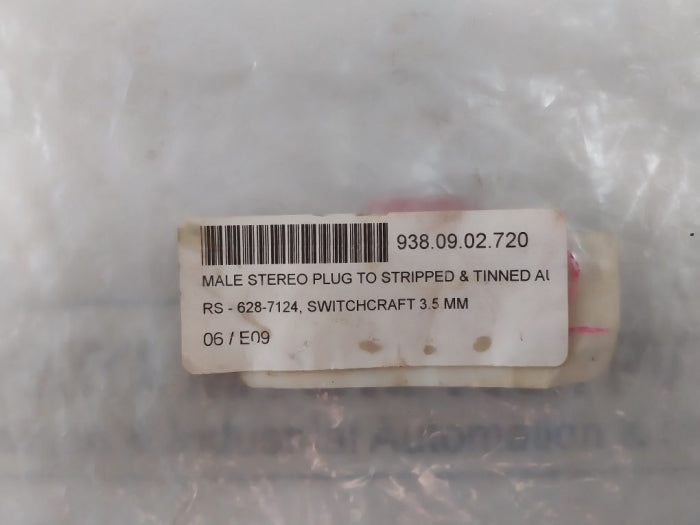 938.09.02.720
MALE STEREO PLUG TO STRIPPED & TINNED AU
RS - 628-7124, SWITCHCRAFT 3.5 MM
06 / E09